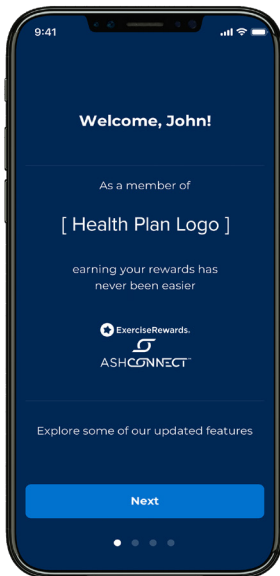 9:41
Welcome, John!
As a member of
[ Health Plan Logo ]
earning your rewards has
never been easier
ExerciseRewards.
ASHCONNECT™
Explore some of our updated features
Next